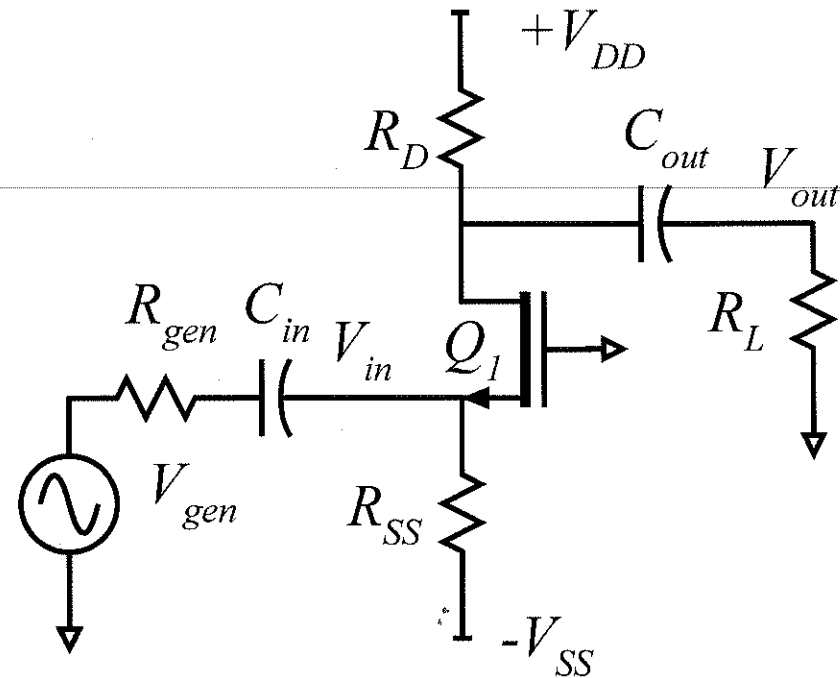 +V_DD
R_D
C_out
V_out
R_gen
C_in
V_in
Q_1
R_L
V_gen
R_SS
-V_SS